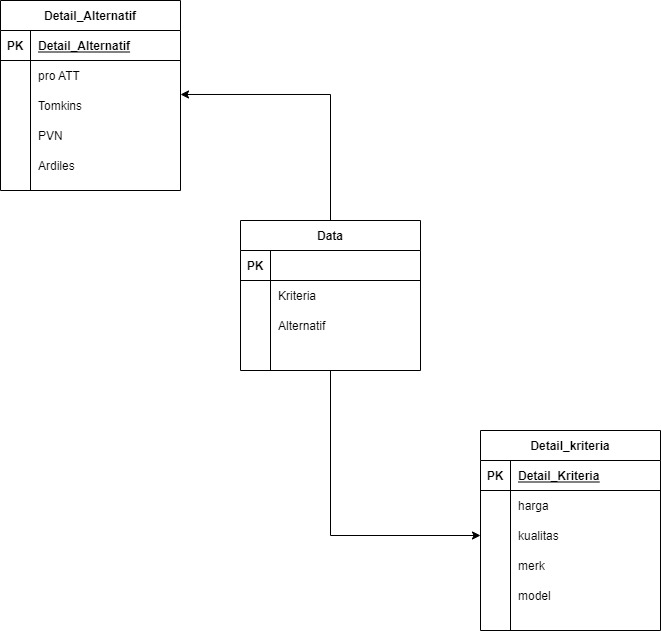 Detail_Alternatif
PK Detail_Alternatif
pro ATT
Tomkins
PVN
Ardiles
Data
PK
Kriteria
Alternatif
Detail_kriteria
PK Detail_Kriteria
harga
kualitas
merk
model